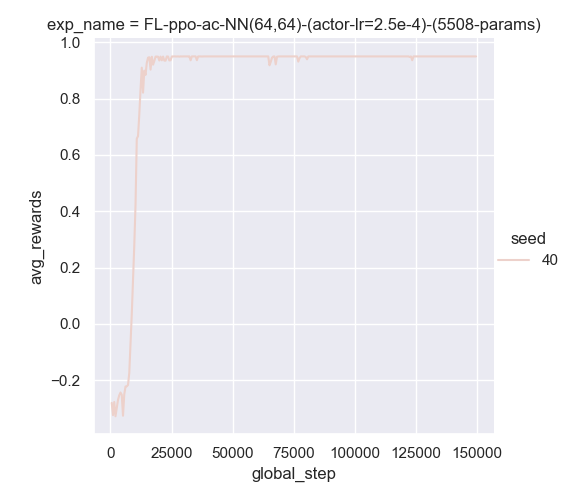 exp_name = FL-ppo-ac-NN(64,64)-(actor-lr=2.5e-4)-(5508-params)
1.0
0.8
0.6
0.4
0.2
0.0
−0.2
avg_rewards
seed
40
0 25000 50000 75000 100000 125000 150000
global_step